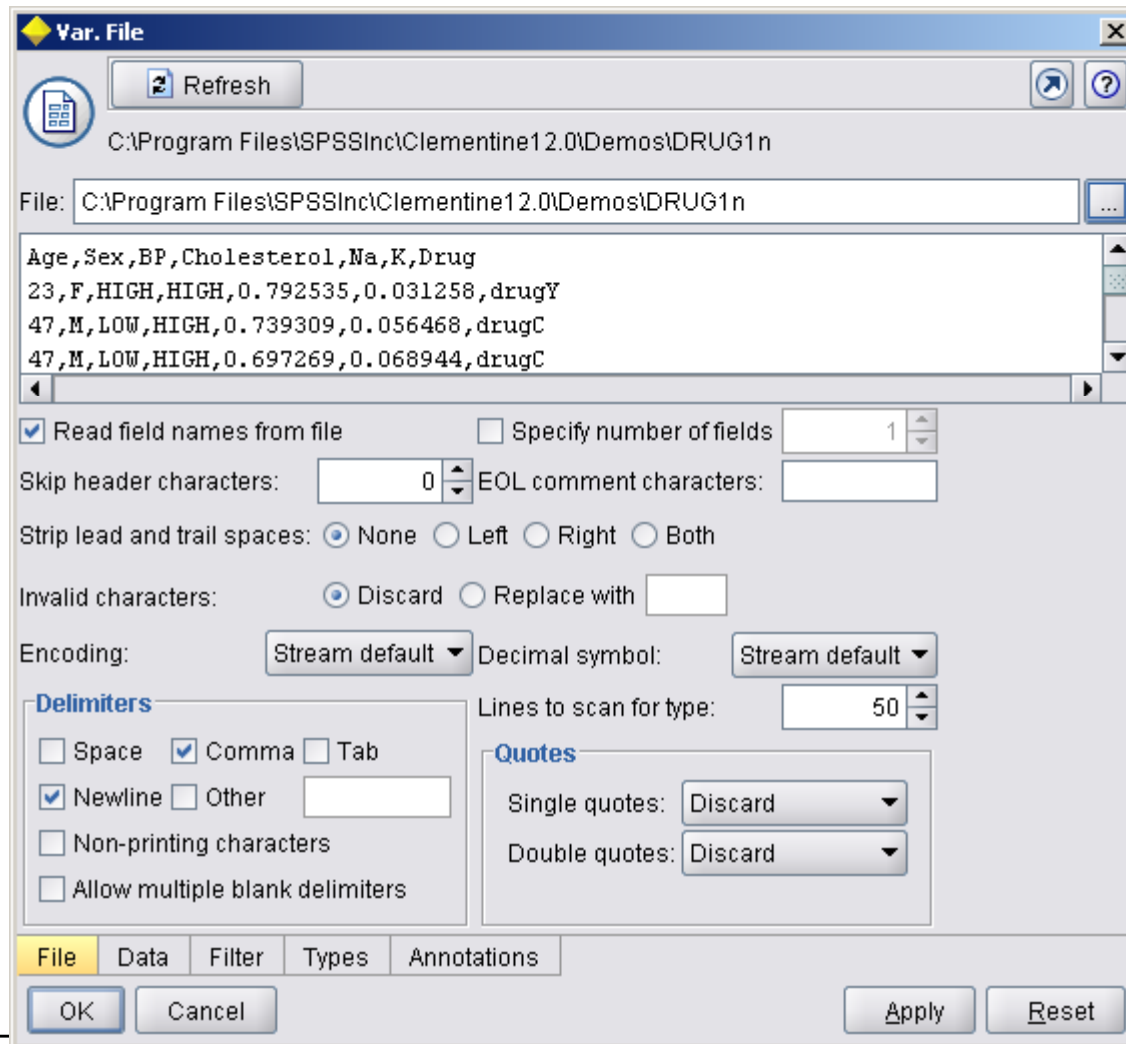 Var. File
Refresh
C:\Program Files\SPSSInc\Clementine12.0\Demos\DRUG1n
File: C:\Program Files\SPSSInc\Clementine12.0\Demos\DRUG1n ...
Age,Sex,BP,Cholesterol,Na,K,Drug
23,F,HIGH,HIGH,0.792535,0.031258,drugY
47,M,LOW,HIGH,0.739309,0.056468,drugC
47,M,LOW,HIGH,0.697269,0.068944,drugC
Read field names from file Specify number of fields 1
Skip header characters: 0 EOL comment characters:
Strip lead and trail spaces: None Left Right Both
Invalid characters: Discard Replace with
Encoding: Stream default Decimal symbol: Stream default
Delimiters Lines to scan for type: 50
Space Comma Tab Quotes
Newline Other Single quotes: Discard
Non-printing characters Double quotes: Discard
Allow multiple blank delimiters
File Data Filter Types Annotations
OK Cancel Apply Reset